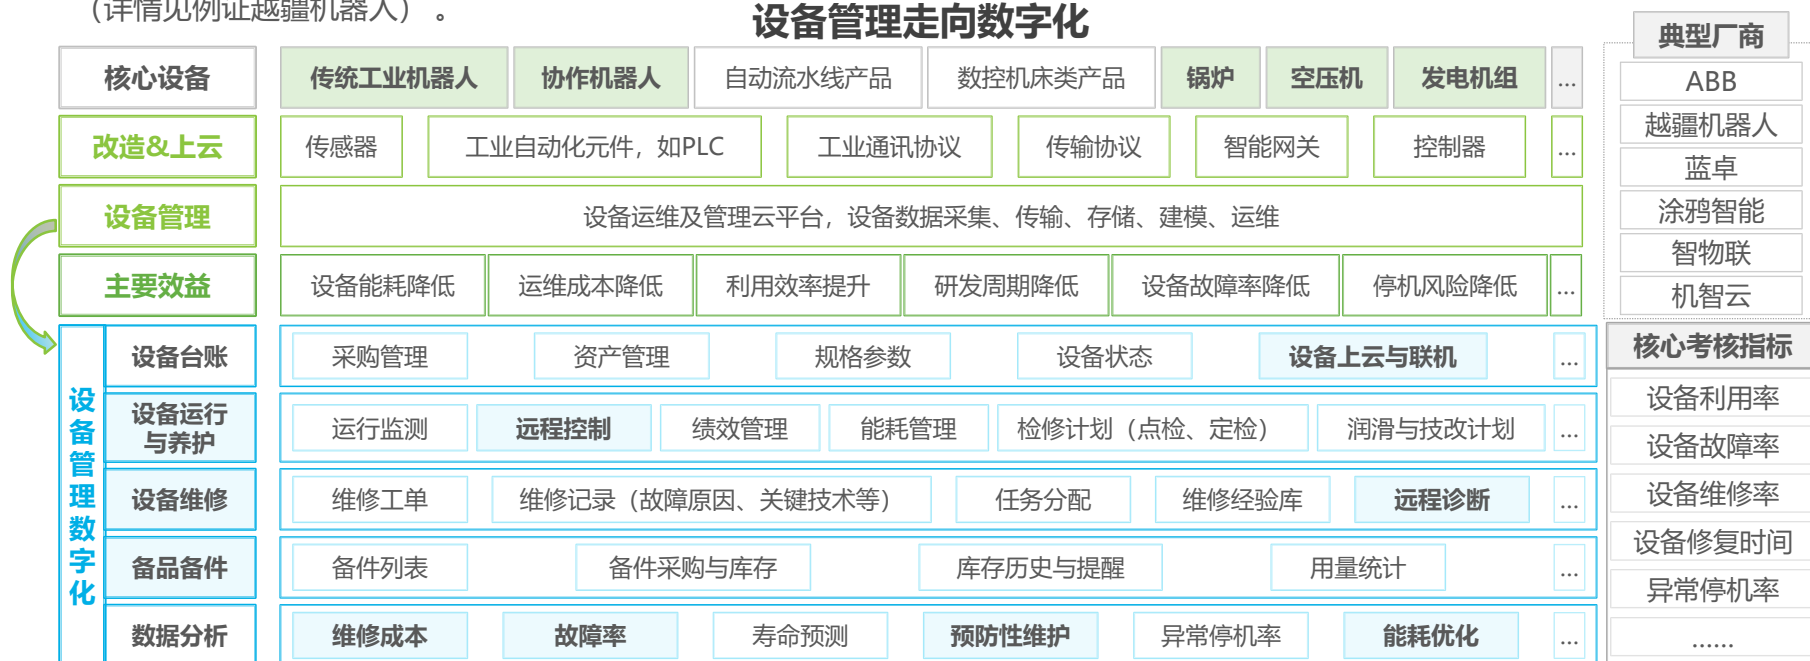 （详情见例证越疆机器人）。
设备管理走向数字化
核心设备
传统工业机器人
协作机器人
自动流水线产品
数控机床类产品
锅炉
空压机
发电机组
...
改造&上云
传感器
工业自动化元件，如PLC
工业通讯协议
传输协议
智能网关
控制器
...
设备管理
设备运维及管理云平台，设备数据采集、传输、存储、建模、运维
主要效益
设备能耗降低
运维成本降低
利用效率提升
研发周期降低
设备故障率降低
停机风险降低
...
设备管理数字化
设备台账
采购管理
资产管理
规格参数
设备状态
设备上云与联机
...
设备运行
与养护
运行监测
远程控制
绩效管理
能耗管理
检修计划（点检、定检）
润滑与技改计划
...
设备维修
维修工单
维修记录（故障原因、关键技术等）
任务分配
维修经验库
远程诊断
...
备品备件
备件列表
备件采购与库存
库存历史与提醒
用量统计
...
数据分析
维修成本
故障率
寿命预测
预防性维护
异常停机率
能耗优化
...
典型厂商
ABB
越疆机器人
蓝卓
涂鸦智能
智物联
机智云
核心考核指标
设备利用率
设备故障率
设备维修率
设备修复时间
异常停机率
......